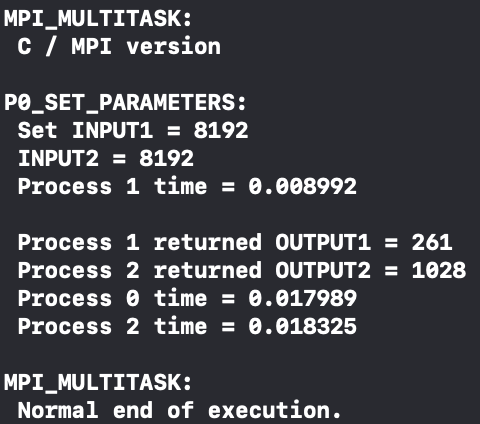 MPI_MULTITASK:
C / MPI version
P0_SET_PARAMETERS:
Set INPUT1 = 8192
INPUT2 = 8192
Process 1 time = 0.008992
Process 1 returned OUTPUT1 = 261
Process 2 returned OUTPUT2 = 1028
Process 0 time = 0.017989
Process 2 time = 0.018325
MPI_MULTITASK:
Normal end of execution.